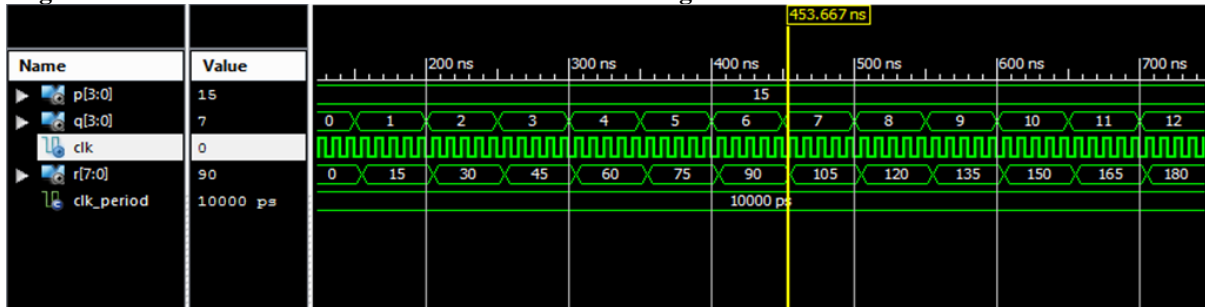 453.667 ns
Name Value 200 ns 300 ns 400 ns 500 ns 600 ns 700 ns
p[3:0] 15 15
q[3:0] 7 0 1 2 3 4 5 6 7 8 9 10 11 12
clk 0
r[7:0] 90 0 15 30 45 60 75 90 105 120 135 150 165 180
clk_period 10000 ps 10000 ps